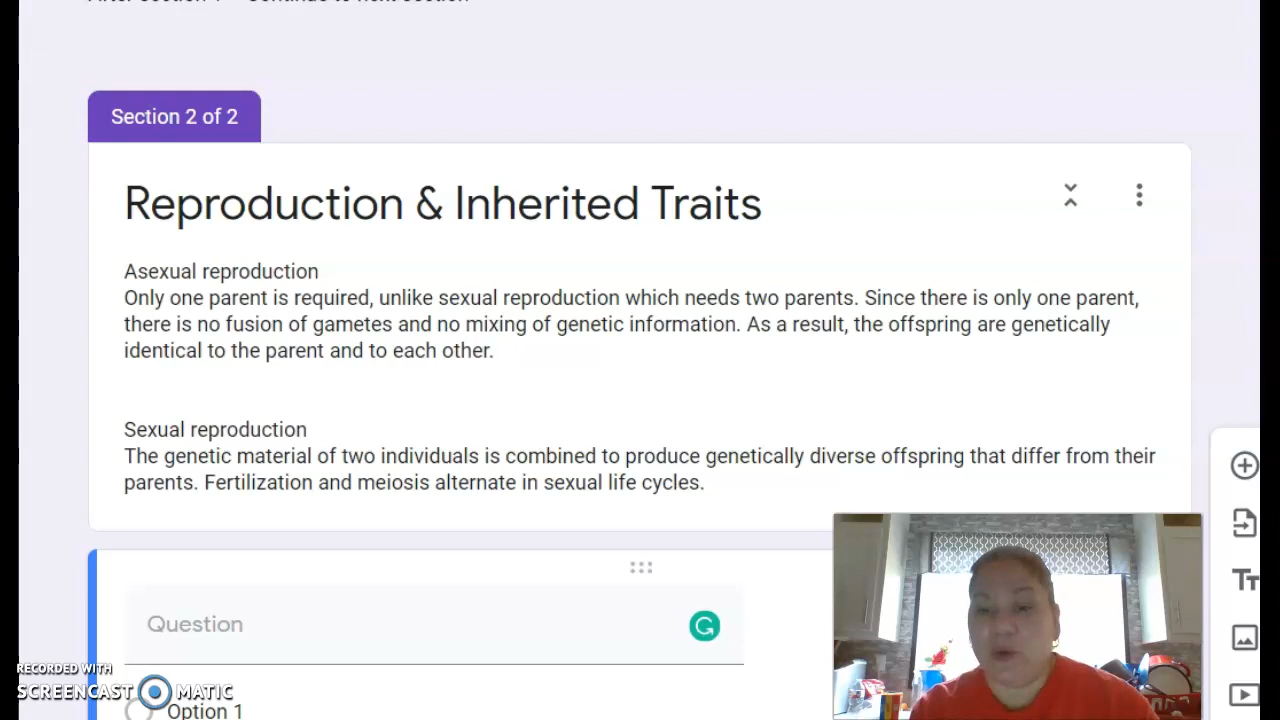 Section 2 of 2
Reproduction & Inherited Traits
Asexual reproduction
Only one parent is required, unlike sexual reproduction which needs two parents. Since there is only one parent,
there is no fusion of gametes and no mixing of genetic information. As a result, the offspring are genetically
identical to the parent and to each other.
Sexual reproduction
The genetic material of two individuals is combined to produce genetically diverse offspring that differ from their
parents. Fertilization and meiosis alternate in sexual life cycles.
Question
Option 1
RECORDED WITH
SCREENCAST MATIC
Tт